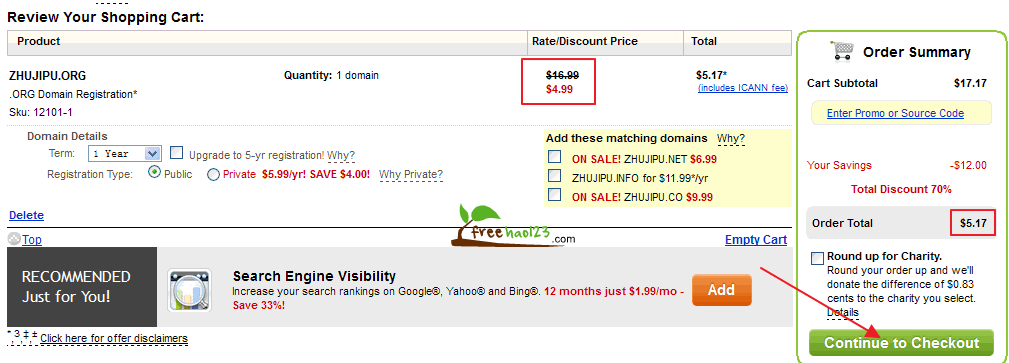 Review Your Shopping Cart:
Product Rate/Discount Price Total
ZHUJIPU.ORG Quantity: 1 domain $16.99 $5.17*
.ORG Domain Registration* $4.99 (includes ICANN fee)
Sku: 12101-1
Domain Details
Term: 1 Year Upgrade to 5-yr registration! Why?
Registration Type: Public Private $5.99/yr! SAVE $4.00! Why Private?
Add these matching domains Why?
ON SALE! ZHUJIPU.NET $6.99
ZHUJIPU.INFO for $11.99*/yr
ON SALE! ZHUJIPU.CO $9.99
Delete
freehao123.com
Top Empty Cart
RECOMMENDED
Just for You!
Search Engine Visibility
Increase your search rankings on Google®, Yahoo® and Bing®. 12 months just $1.99/mo -
Save 33%!
Add
* 3 ‡ ± Click here for offer disclaimers
Order Summary
Cart Subtotal $17.17
Enter Promo or Source Code
Your Savings -$12.00
Total Discount 70%
Order Total $5.17
Round up for Charity.
Round your order up and we'll
donate the difference of $0.83
cents to the charity you select.
Details
Continue to Checkout